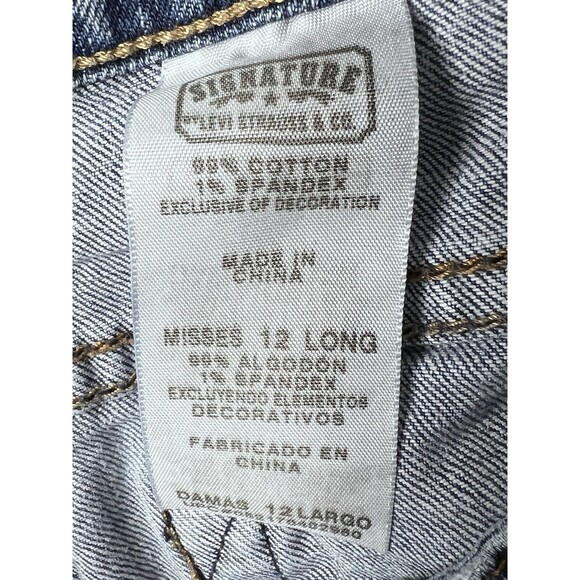 SIGNATURE
LEVI STRAUSS & CO.
99% COTTON
1% SPANDEX
EXCLUSIVE OF DECORATION
MADE IN
CHINA
MISSES 12 LONG
99% ALGODÓN
1% SPANDEX
EXCLUYENDO ELEMENTOS
DECORATIVOS
FABRICADO EN
CHINA
DAMAS 12 LARGO